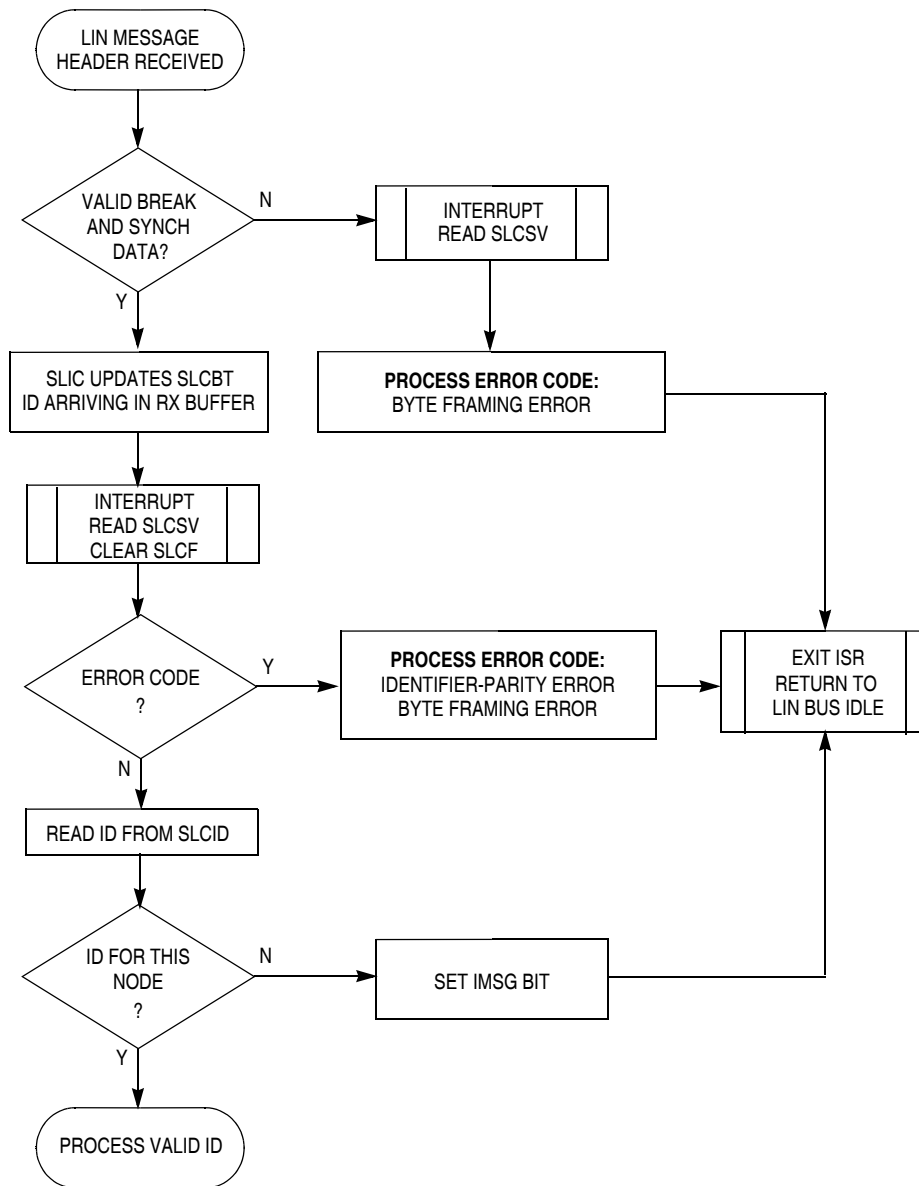 LIN MESSAGE
HEADER RECEIVED
VALID BREAK
AND SYNCH
DATA?
N
INTERRUPT
READ SLCSV
Y
SLIC UPDATES SLCBT
ID ARRIVING IN RX BUFFER
PROCESS ERROR CODE:
BYTE FRAMING ERROR
INTERRUPT
READ SLCSV
CLEAR SLCF
ERROR CODE
?
Y
PROCESS ERROR CODE:
IDENTIFIER-PARITY ERROR
BYTE FRAMING ERROR
EXIT ISR
RETURN TO
LIN BUS IDLE
N
READ ID FROM SLCID
ID FOR THIS
NODE
?
N
SET IMSG BIT
Y
PROCESS VALID ID